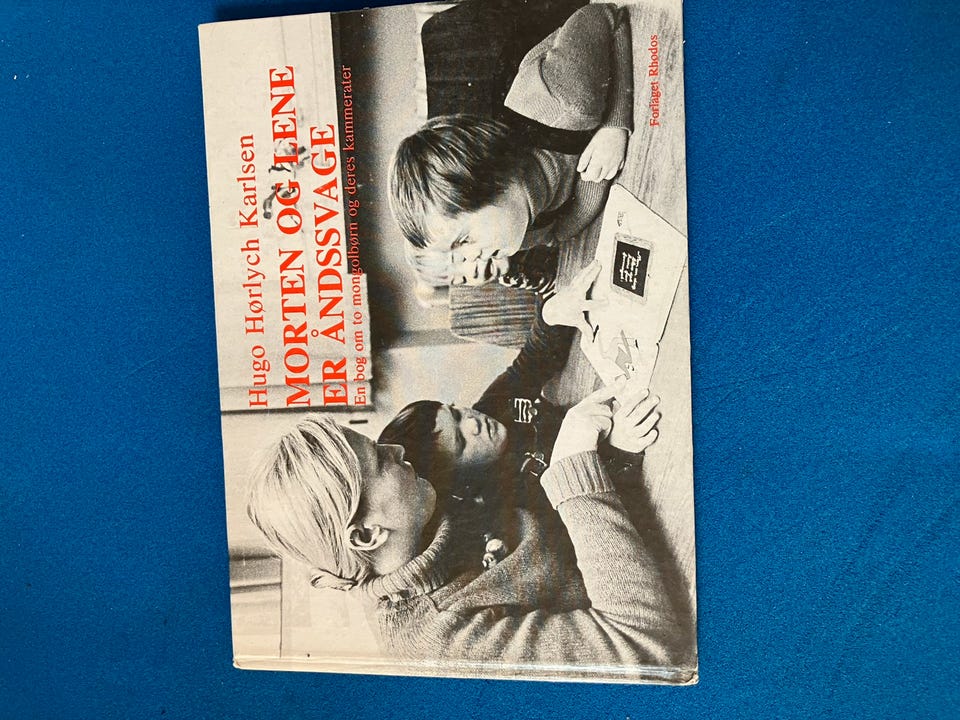 Hugo Hørlych Karlsen
MORTEN OG LENE
ER ÅNDSSVAGE
En bog om to mongolbørn og deres kammerater
Forlaget Rhodos